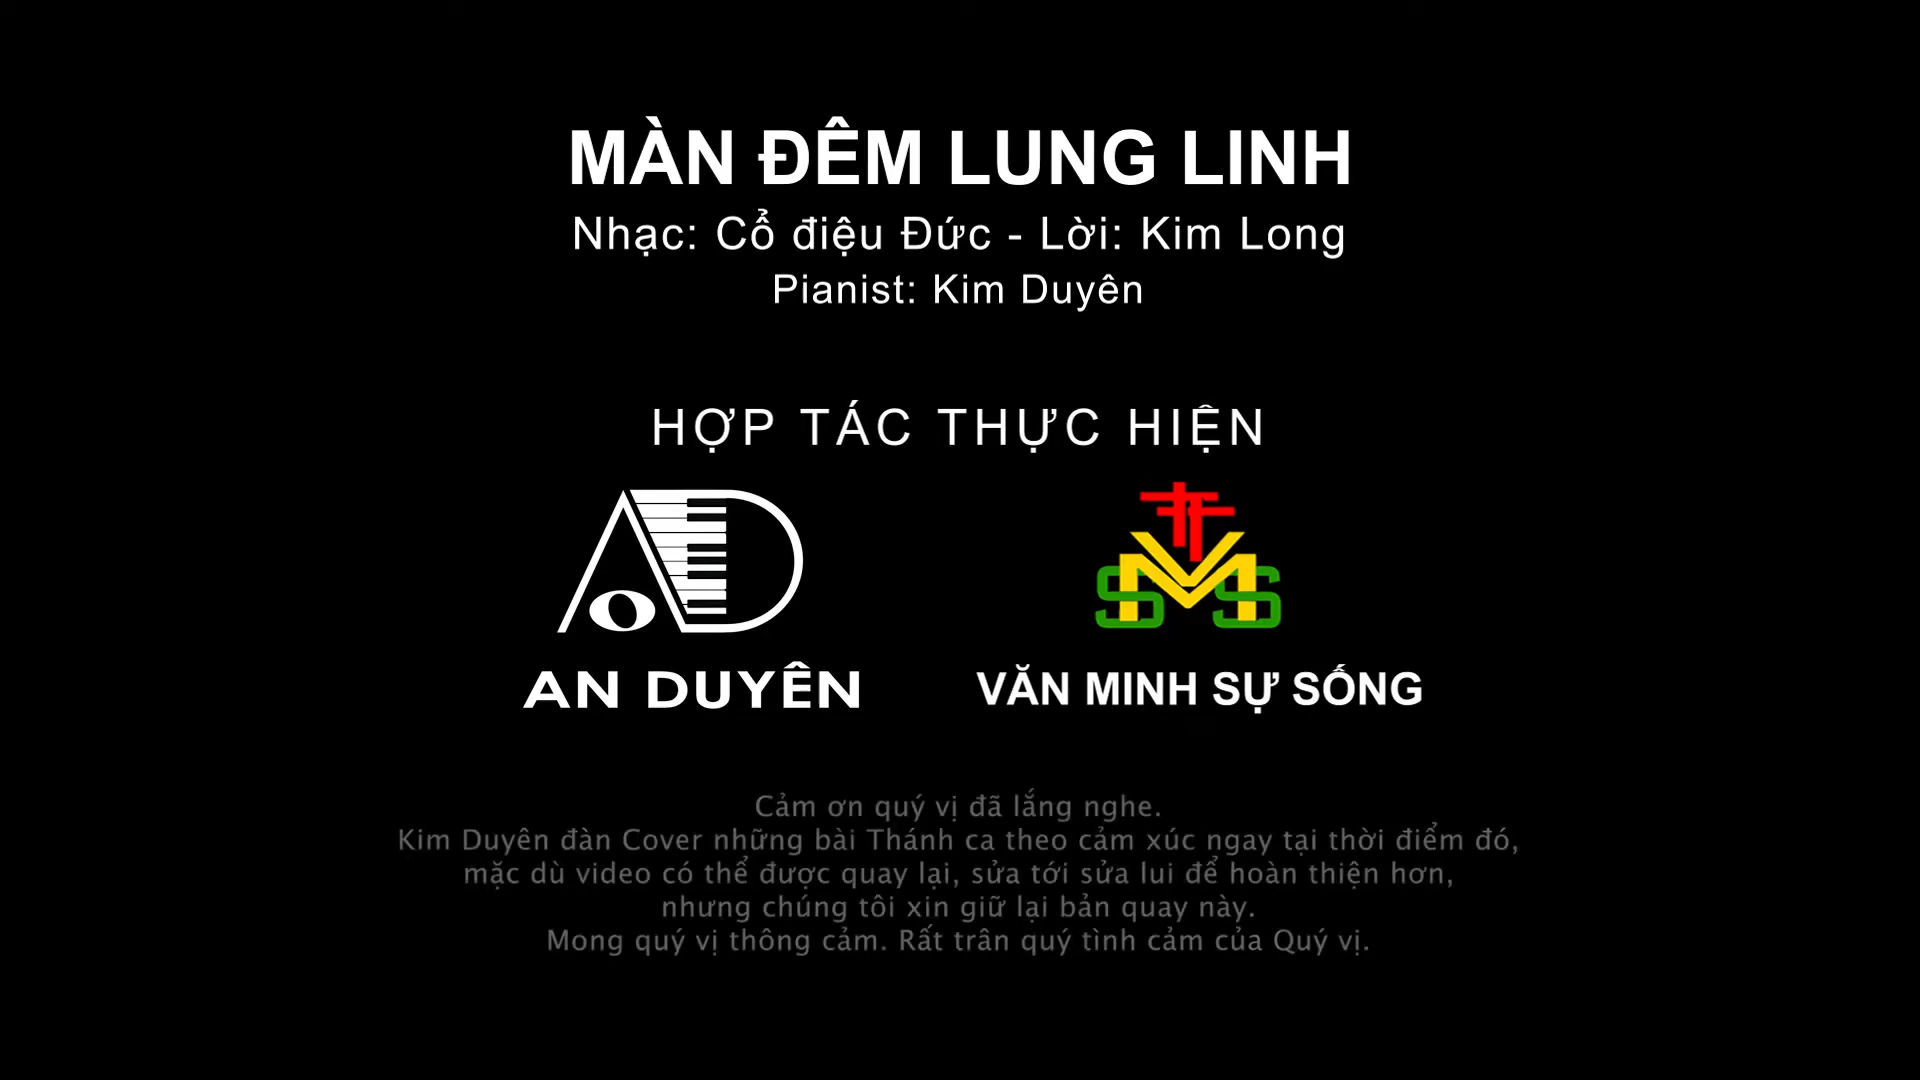 MÀN ĐÊM LUNG LINH
Nhạc: Cổ điệu Đức - Lời: Kim Long
Pianist: Kim Duyên
HỢP TÁC THỰC HIỆN
AD
TT
SVMS
AN DUYÊN
VĂN MINH SỰ SỐNG
Cảm ơn quý vị đã lắng nghe.
Kim Duyên đàn Cover những bài Thánh ca theo cảm xúc ngay tại thời điểm đó,
mặc dù video có thể được quay lại, sửa tới sửa lui để hoàn thiện hơn,
nhưng chúng tôi xin giữ lại bản quay này.
Mong quý vị thông cảm. Rất trân quý tình cảm của Quý vị.